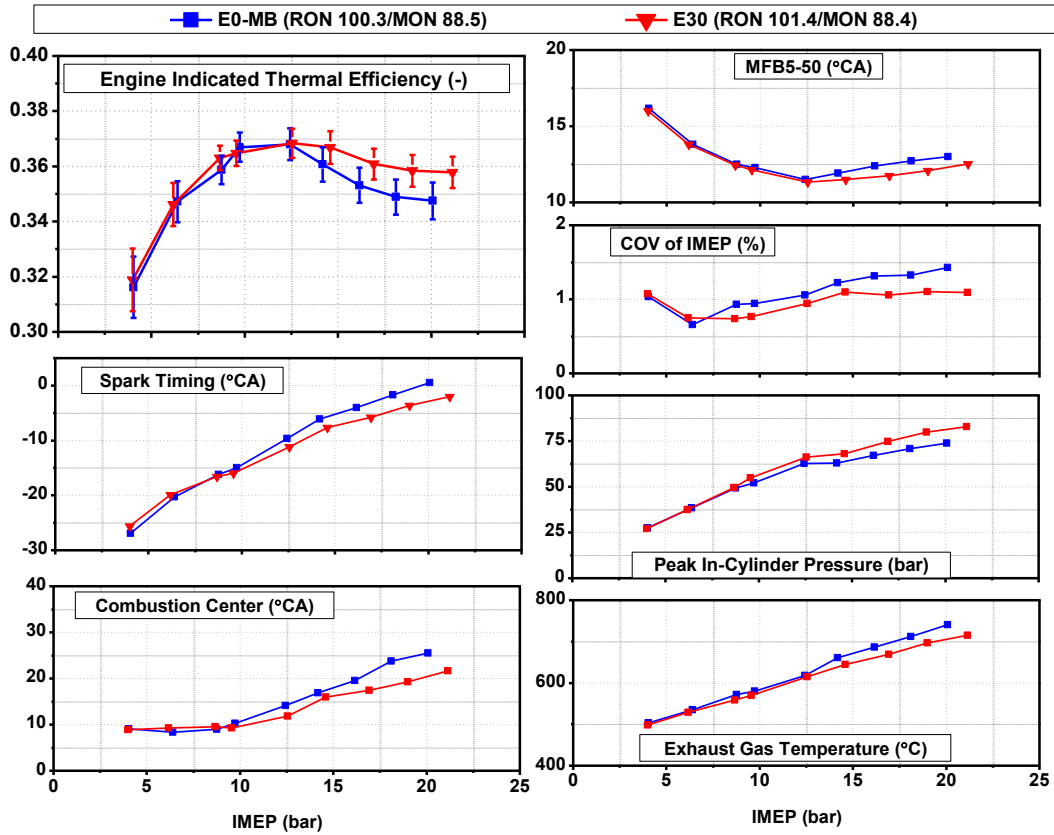 E0-MB (RON 100.3/MON 88.5)
E30 (RON 101.4/MON 88.4)
Engine Indicated Thermal Efficiency (-)
0.40
0.38
0.36
0.34
0.32
0.30
Spark Timing (°CA)
0
-10
-20
-30
Combustion Center (°CA)
40
30
20
10
0
0 5 10 15 20 25
IMEP (bar)
MFB5-50 (°CA)
20
15
10
COV of IMEP (%)
2
1
0
100
75
50
25
0
Peak In-Cylinder Pressure (bar)
800
600
400
Exhaust Gas Temperature (°C)
0 5 10 15 20 25
IMEP (bar)